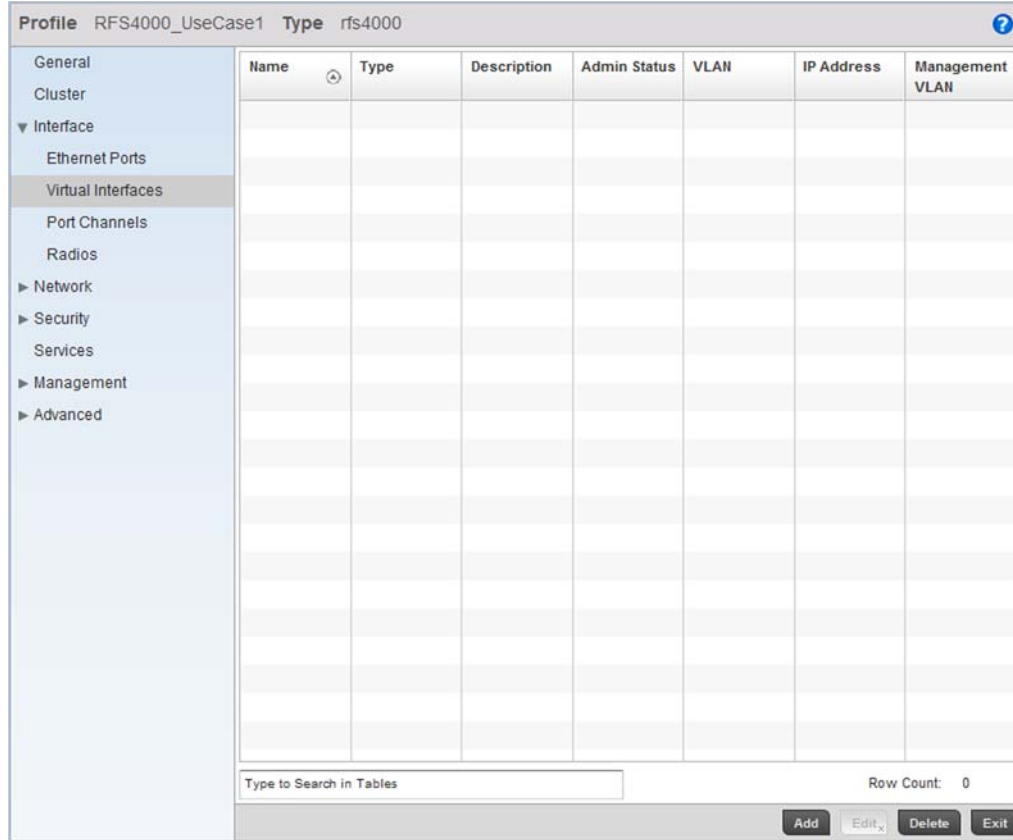 Profile RFS4000_UseCase1 Type rfs4000 ?
General
Cluster
Interface
Ethernet Ports
Virtual Interfaces
Port Channels
Radios
Network
Security
Services
Management
Advanced
Name Type Description Admin Status VLAN IP Address Management VLAN
Type to Search in Tables Row Count: 0
Add Edit Delete Exit